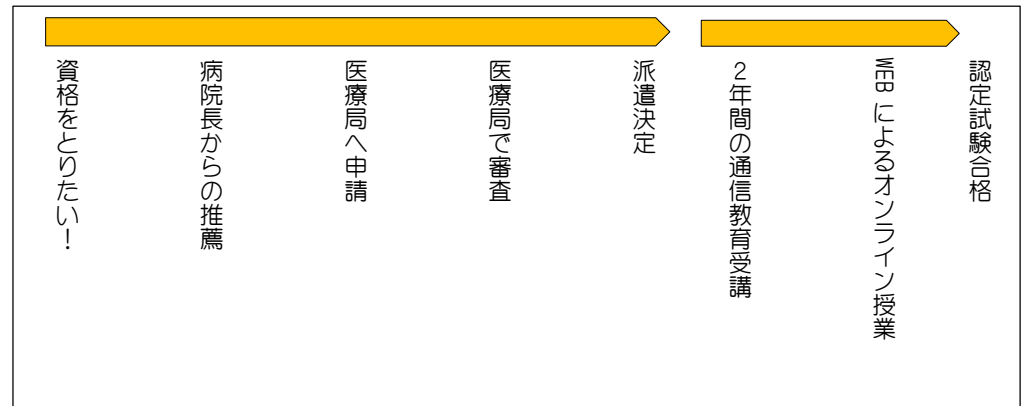 資格をとりたい!
病院長からの推薦
医療局へ申請
医療局で審査
派遣決定
２年間の通信教育受講
WEB によるオンライン授業
認定試験合格